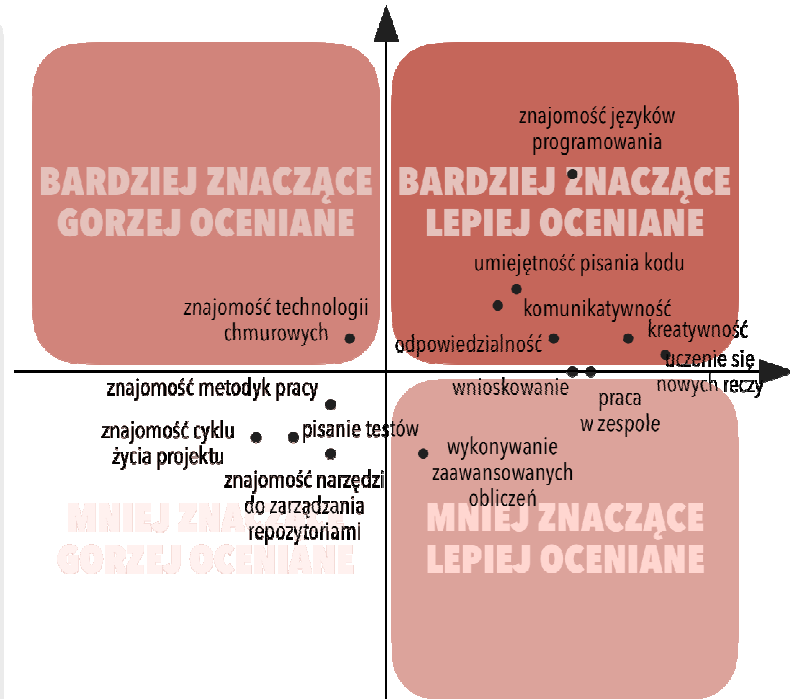 znajomość języków
programowania
BARDZIEJ ZNACZĄCE
GORZEJ OCENIANE
BARDZIEJ ZNACZĄCE
LEPIEJ OCENIANE
umiejętność pisania kodu
znajomość technologii
chmurowych
komunikatywność
odpowiedzialność
kreatywność
uczenie się
nowych reczy
znajomość metodyk pracy
wnioskowanie
praca
w zespole
znajomość cyklu
życia projektu
pisanie testów
wykonywanie
zaawansowanych
obliczeń
znajomość narzędzi
do zarządzania
repozytoriami
MNIEJ ZNACZĄCE
GORZEJ OCENIANE
MNIEJ ZNACZĄCE
LEPIEJ OCENIANE